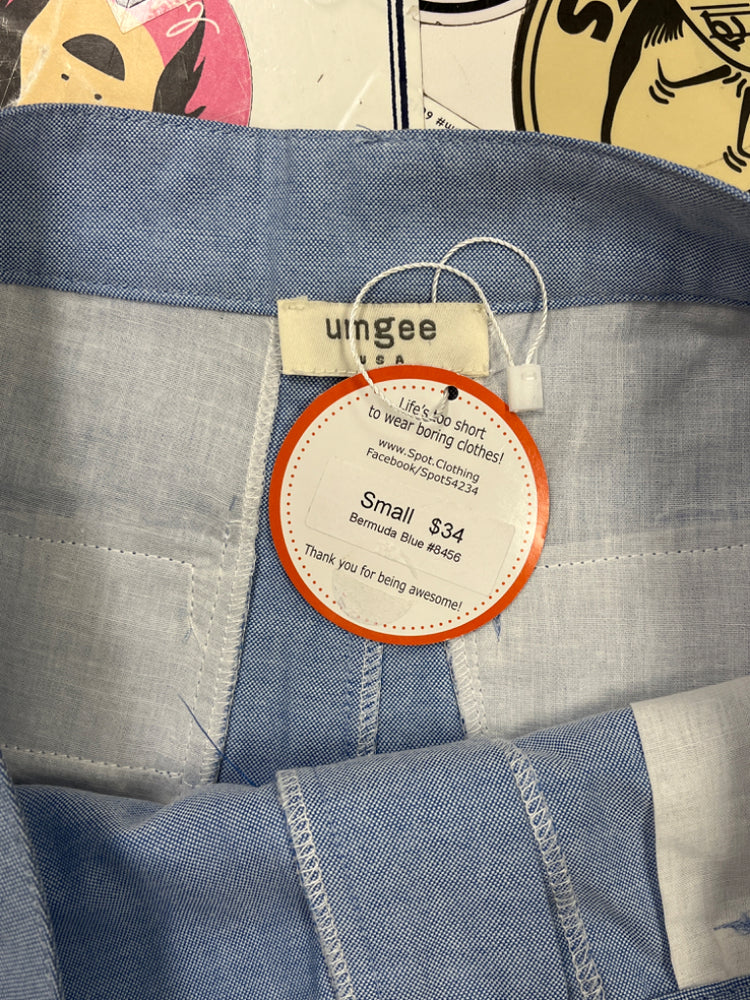 umgee
USA
Life's too short
to wear boring clothes!
www.Spot.Clothing
Facebook/Spot54234
Small $34
Bermuda Blue #8456
Thank you for being awesome!